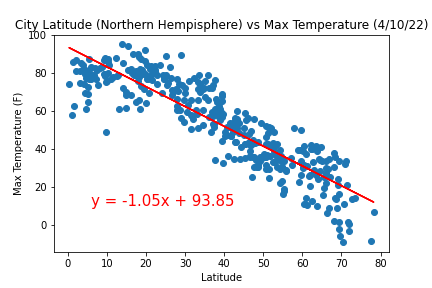 City Latitude (Northern Hempisphere) vs Max Temperature (4/10/22)
100
80
60
40
20
0
Max Temperature (F)
y = -1.05x + 93.85
0 10 20 30 40 50 60 70 80
Latitude